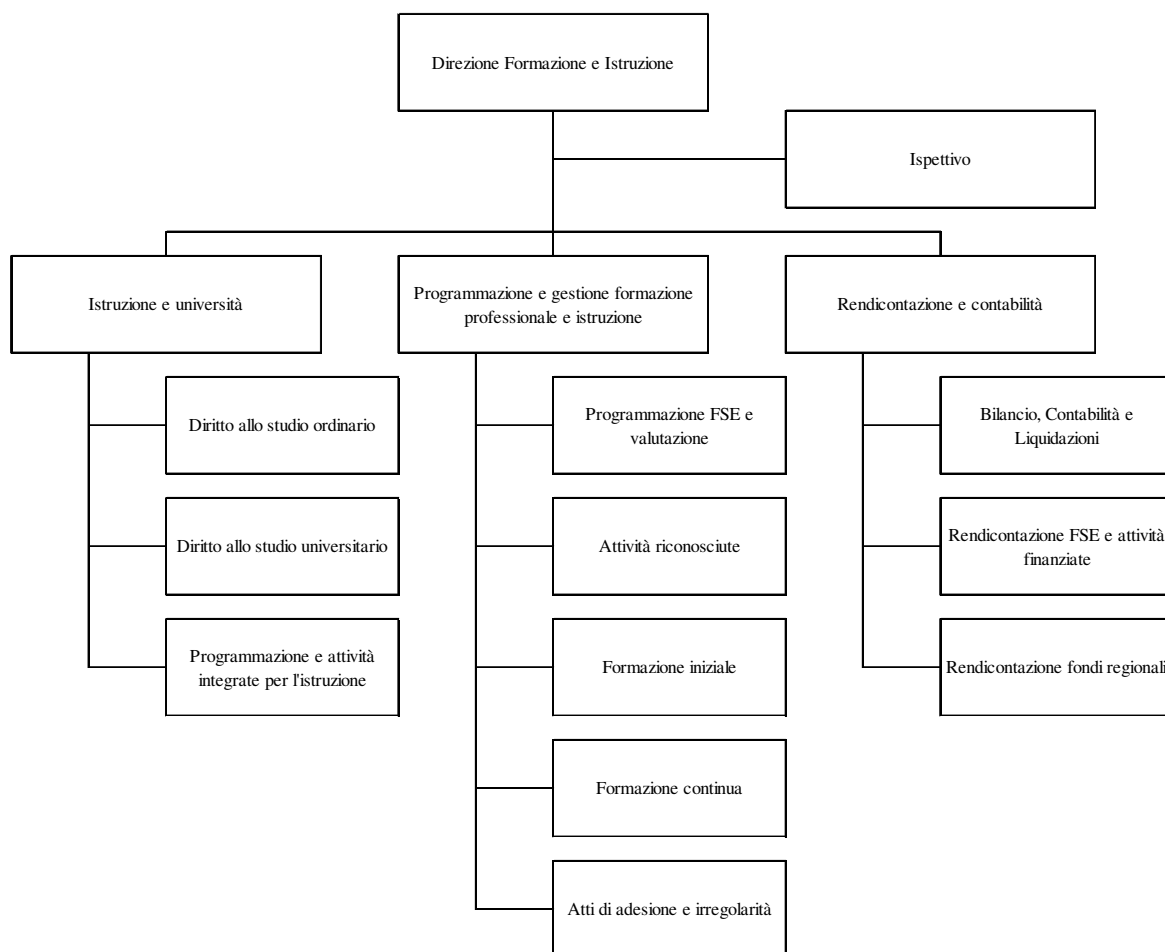 Direzione Formazione e Istruzione
Ispettivo
Istruzione e università
Programmazione e gestione formazione
professionale e istruzione
Rendicontazione e contabilità
Diritto allo studio ordinario
Diritto allo studio universitario
Programmazione e attività
integrate per l'istruzione
Programmazione FSE e
valutazione
Attività riconosciute
Formazione iniziale
Formazione continua
Atti di adesione e irregolarità
Bilancio, Contabilità e
Liquidazioni
Rendicontazione FSE e attività
finanziate
Rendicontazione fondi regionali